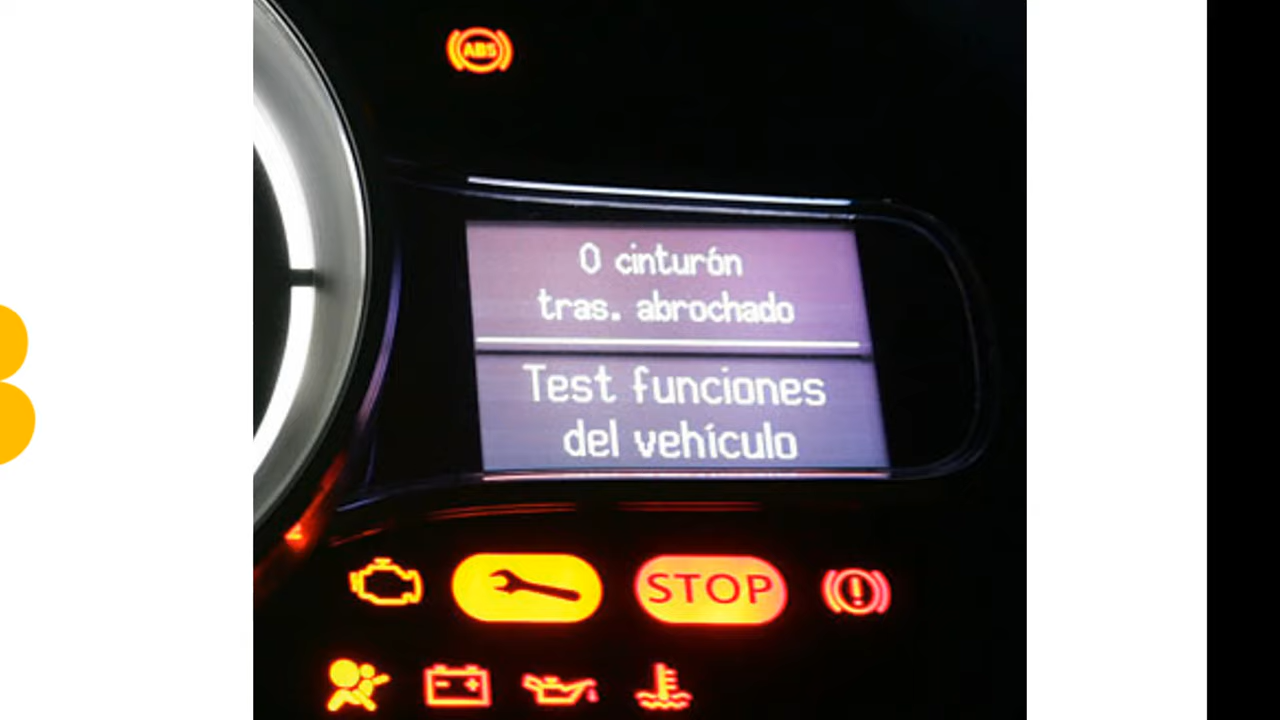 ABS
0 cinturón
tras. abrochado
Test funciones
del vehículo
STOP